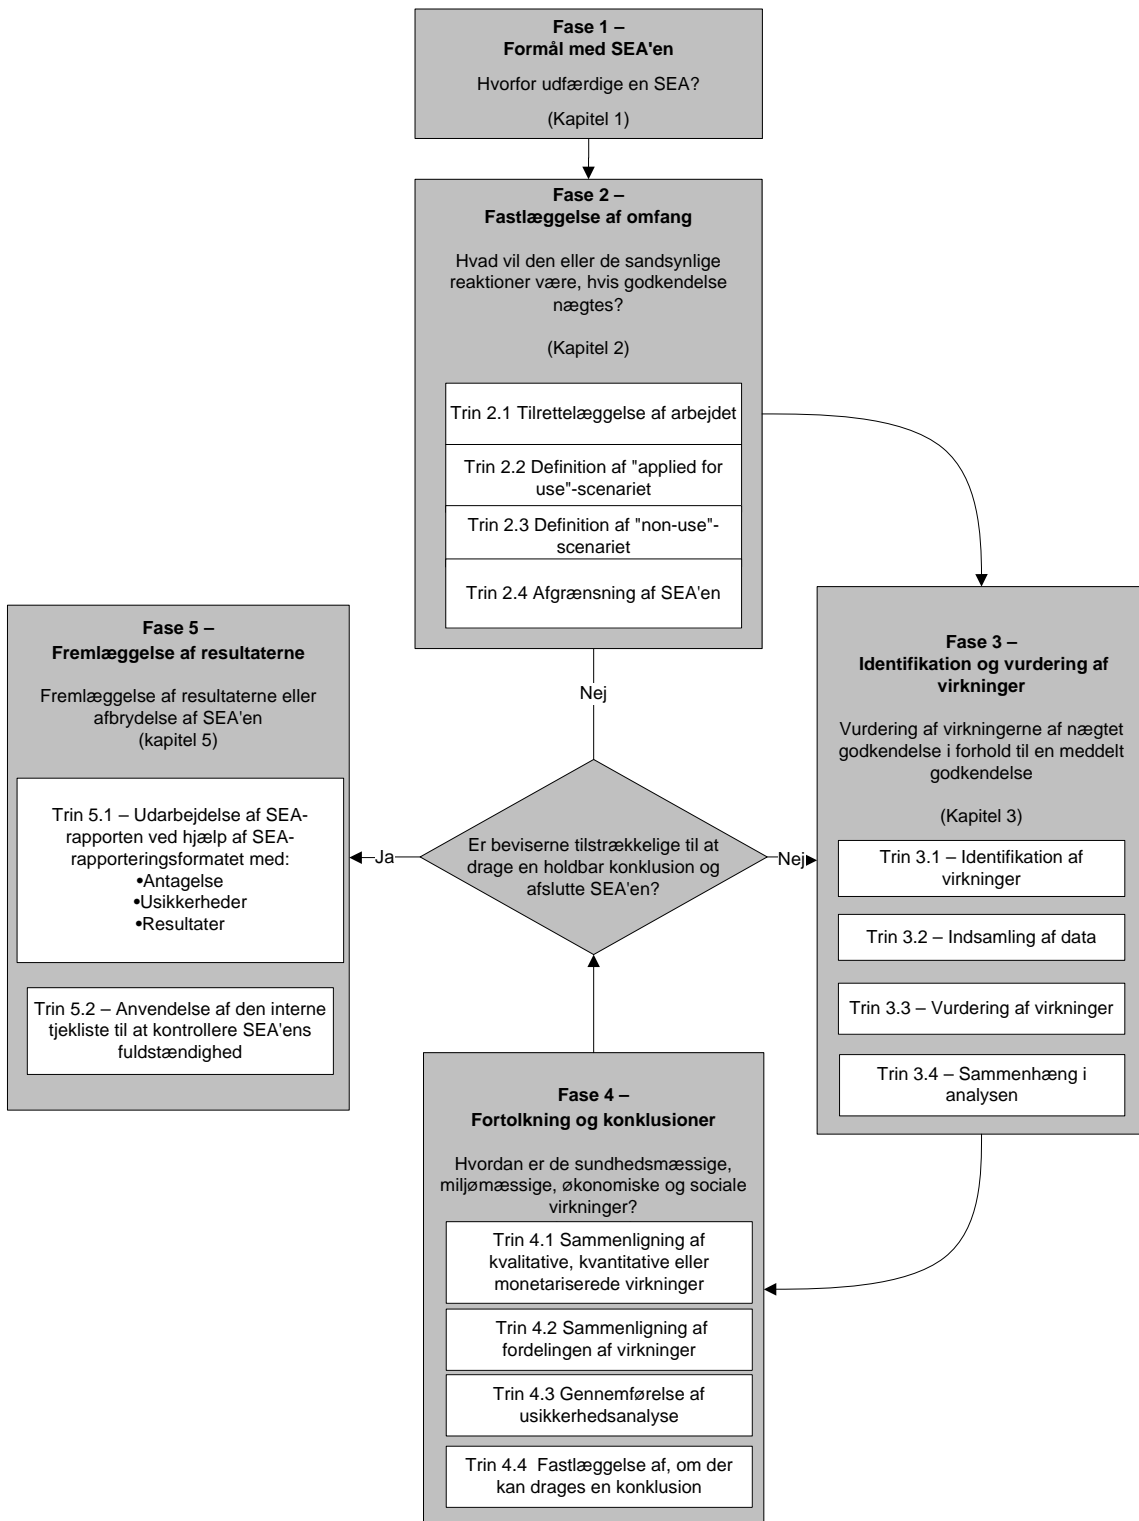 Fase 1 –
Formål med SEA'en
Hvorfor udfærdige en SEA?
(Kapitel 1)
Fase 2 –
Fastlæggelse af omfang
Hvad vil den eller de sandsynlige
reaktioner være, hvis godkendelse
nægtes?
(Kapitel 2)
Trin 2.1 Tilrettelæggelse af arbejdet
Trin 2.2 Definition af "applied for
use"-scenariet
Trin 2.3 Definition af "non-use"-
scenariet
Trin 2.4 Afgrænsning af SEA'en
Nej
Er beviserne tilstrækkelige til at
drage en holdbar konklusion og
afslutte SEA'en?
Ja
Nej
Fase 3 –
Identifikation og vurdering af
virkninger
Vurdering af virkningerne af nægtet
godkendelse i forhold til en meddelt
godkendelse
(Kapitel 3)
Trin 3.1 – Identifikation af
virkninger
Trin 3.2 – Indsamling af data
Trin 3.3 – Vurdering af virkninger
Trin 3.4 – Sammenhæng i
analysen
Fase 4 –
Fortolkning og konklusioner
Hvordan er de sundhedsmæssige,
miljømæssige, økonomiske og sociale
virkninger?
Trin 4.1 Sammenligning af
kvalitative, kvantitative eller
monetariserede virkninger
Trin 4.2 Sammenligning af
fordelingen af virkninger
Trin 4.3 Gennemførelse af
usikkerhedsanalyse
Trin 4.4 Fastlæggelse af, om der
kan drages en konklusion
Fase 5 –
Fremlæggelse af resultaterne
Fremlæggelse af resultaterne eller
afbrydelse af SEA'en
(kapitel 5)
Trin 5.1 – Udarbejdelse af SEA-
rapporten ved hjælp af SEA-
rapporteringsformatet med:
•Antagelse
•Usikkerheder
•Resultater
Trin 5.2 – Anvendelse af den interne
tjekliste til at kontrollere SEA'ens
fuldstændighed